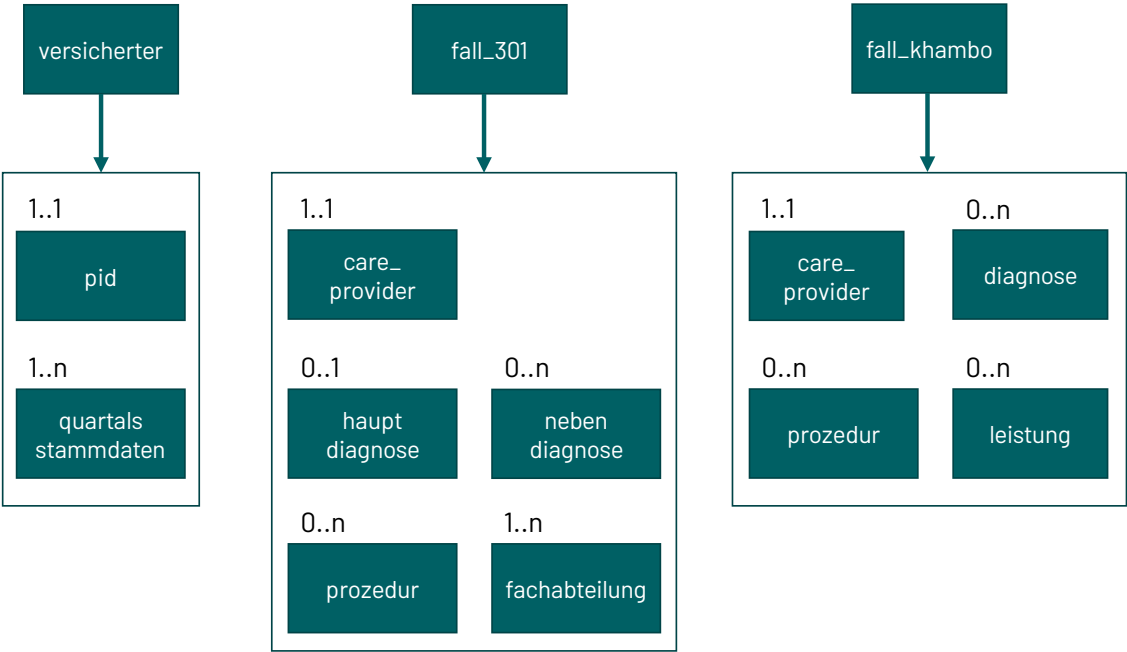 versicherter
fall_301
fall_khambo
1..1
pid
1..n
quartals
stammdaten
1..1
care_
provider
0..1
haupt
diagnose
0..n
neben
diagnose
0..n
prozedur
1..n
fachabteilung
1..1
care_
provider
0..n
diagnose
0..n
prozedur
0..n
leistung